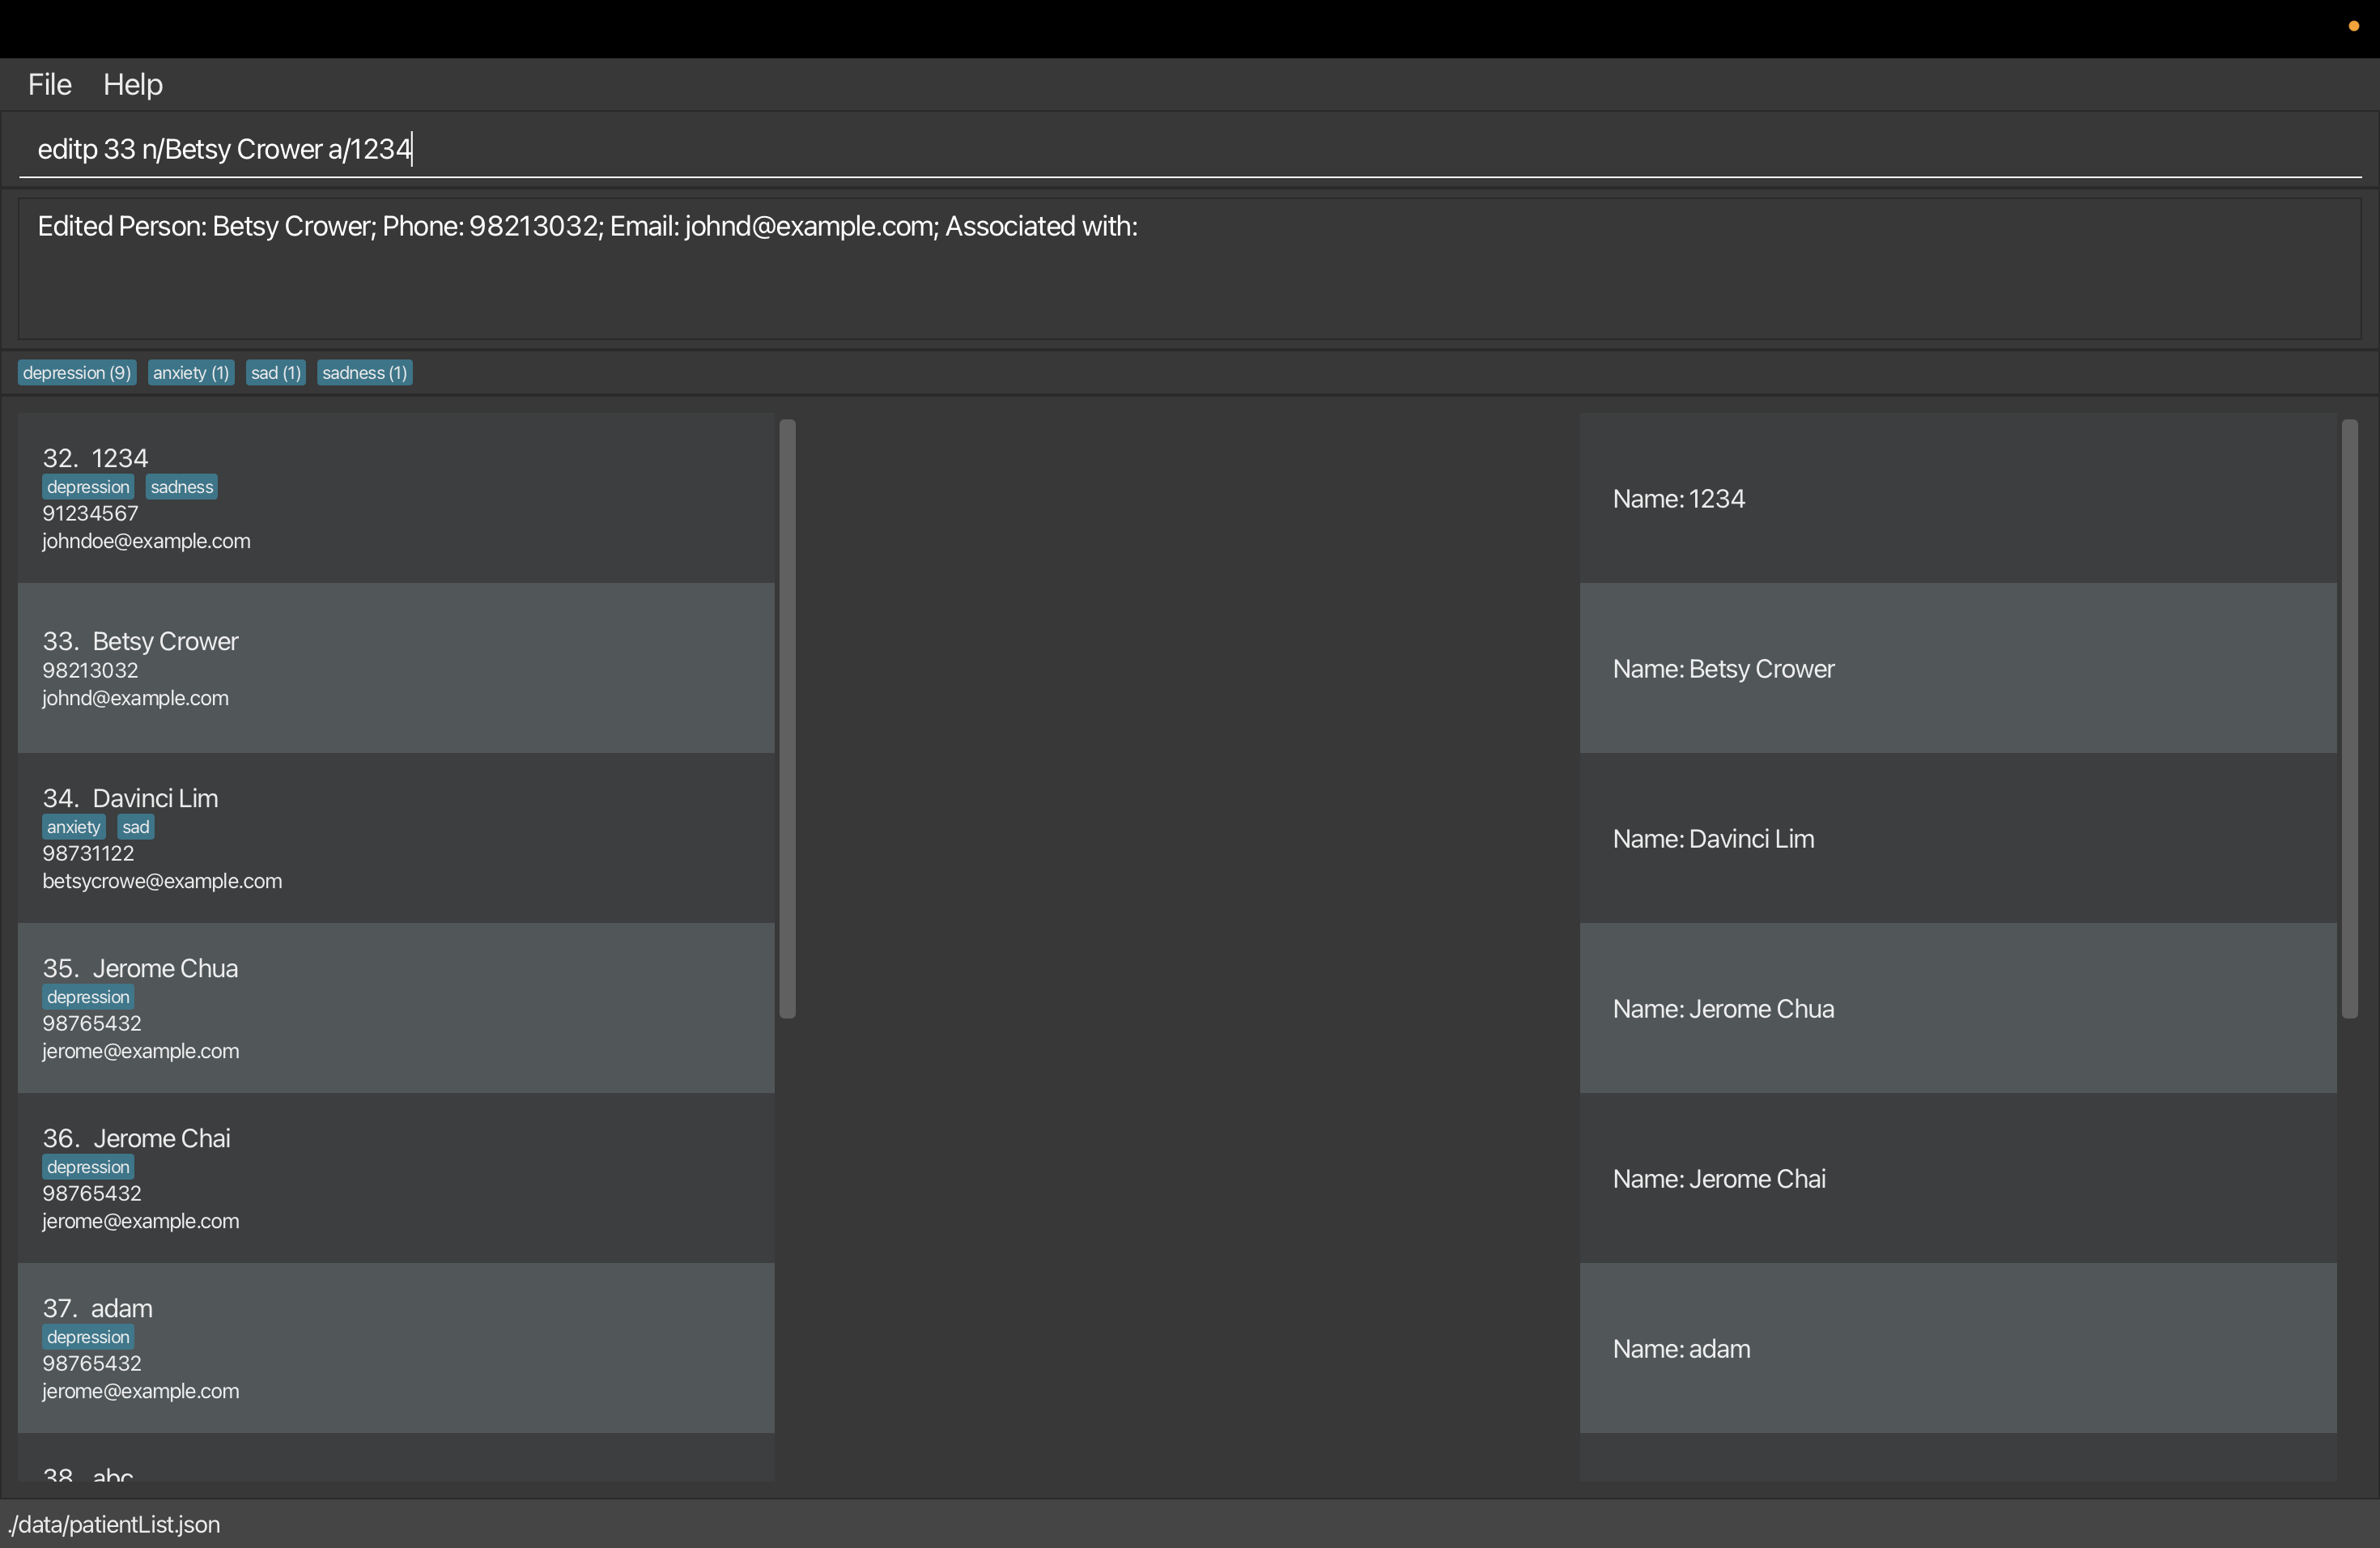 File Help
editp 33 n/Betsy Crower a/1234
Edited Person: Betsy Crower; Phone: 98213032; Email: johnd@example.com; Associated with:
depression (9) anxiety (1) sad (1) sadness (1)
32. 1234
depression sadness
91234567
johndoe@example.com
33. Betsy Crower
98213032
johnd@example.com
34. Davinci Lim
anxiety sad
98731122
betsycrowe@example.com
35. Jerome Chua
depression
98765432
jerome@example.com
36. Jerome Chai
depression
98765432
jerome@example.com
37. adam
depression
98765432
jerome@example.com
38. abc
Name: 1234
Name: Betsy Crower
Name: Davinci Lim
Name: Jerome Chua
Name: Jerome Chai
Name: adam
./data/patientList.json